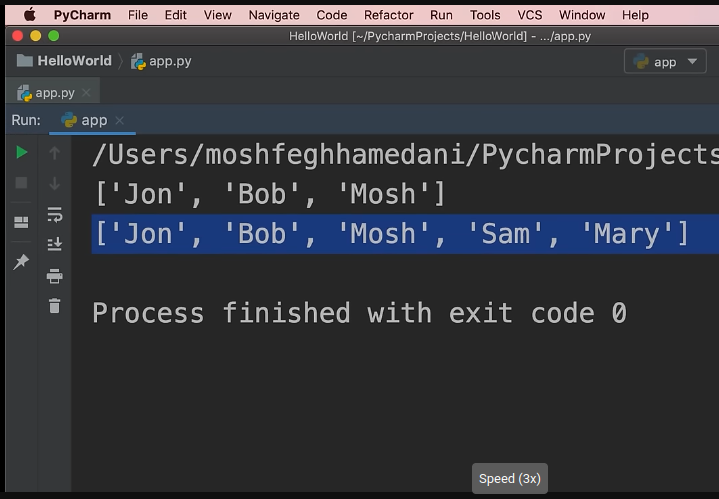 PyCharm File Edit View Navigate Code Refactor Run Tools VCS Window Help
HelloWorld [~/PycharmProjects/HelloWorld] - .../app.py
HelloWorld app.py app
app.py
Run: app
/Users/moshfeghhamedani/PycharmProjects
['Jon', 'Bob', 'Mosh']
['Jon', 'Bob', 'Mosh', 'Sam', 'Mary']
Process finished with exit code 0
Speed (3x)